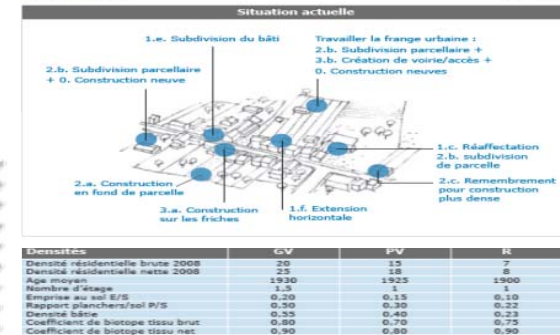 Situation actuelle
1.e. Subdivision du bâti
Travailler la frange urbaine :
2.b. Subdivision parcellaire +
3.b. Création de voirie/accès +
0. Construction neuves
2.b. Subdivision parcellaire
+ 0. Construction neuve
1.c. Réaffectation
2.b. subdivision
de parcelle
2.c. Remembrement
pour construction
plus dense
2.a. Construction
en fond de parcelle
3.a. Construction
sur les friches
1.f. Extension
horizontale
Densités GV PV R
Densité résidentielle brute 2008 20 15 7
Densité résidentielle nette 2008 25 18 8
Age moyen 1930 1925 1900
Nombre d'étage 1,5 1 1
Emprise au sol E/S 0,20 0,15 0,10
Rapport planchers/sol P/S 0,50 0,30 0,22
Densité bâtie 0,55 0,40 0,23
Coefficient de biotope tissu brut 0,80 0,70 0,75
Coefficient de biotope tissu net 0,90 0,80 0,90